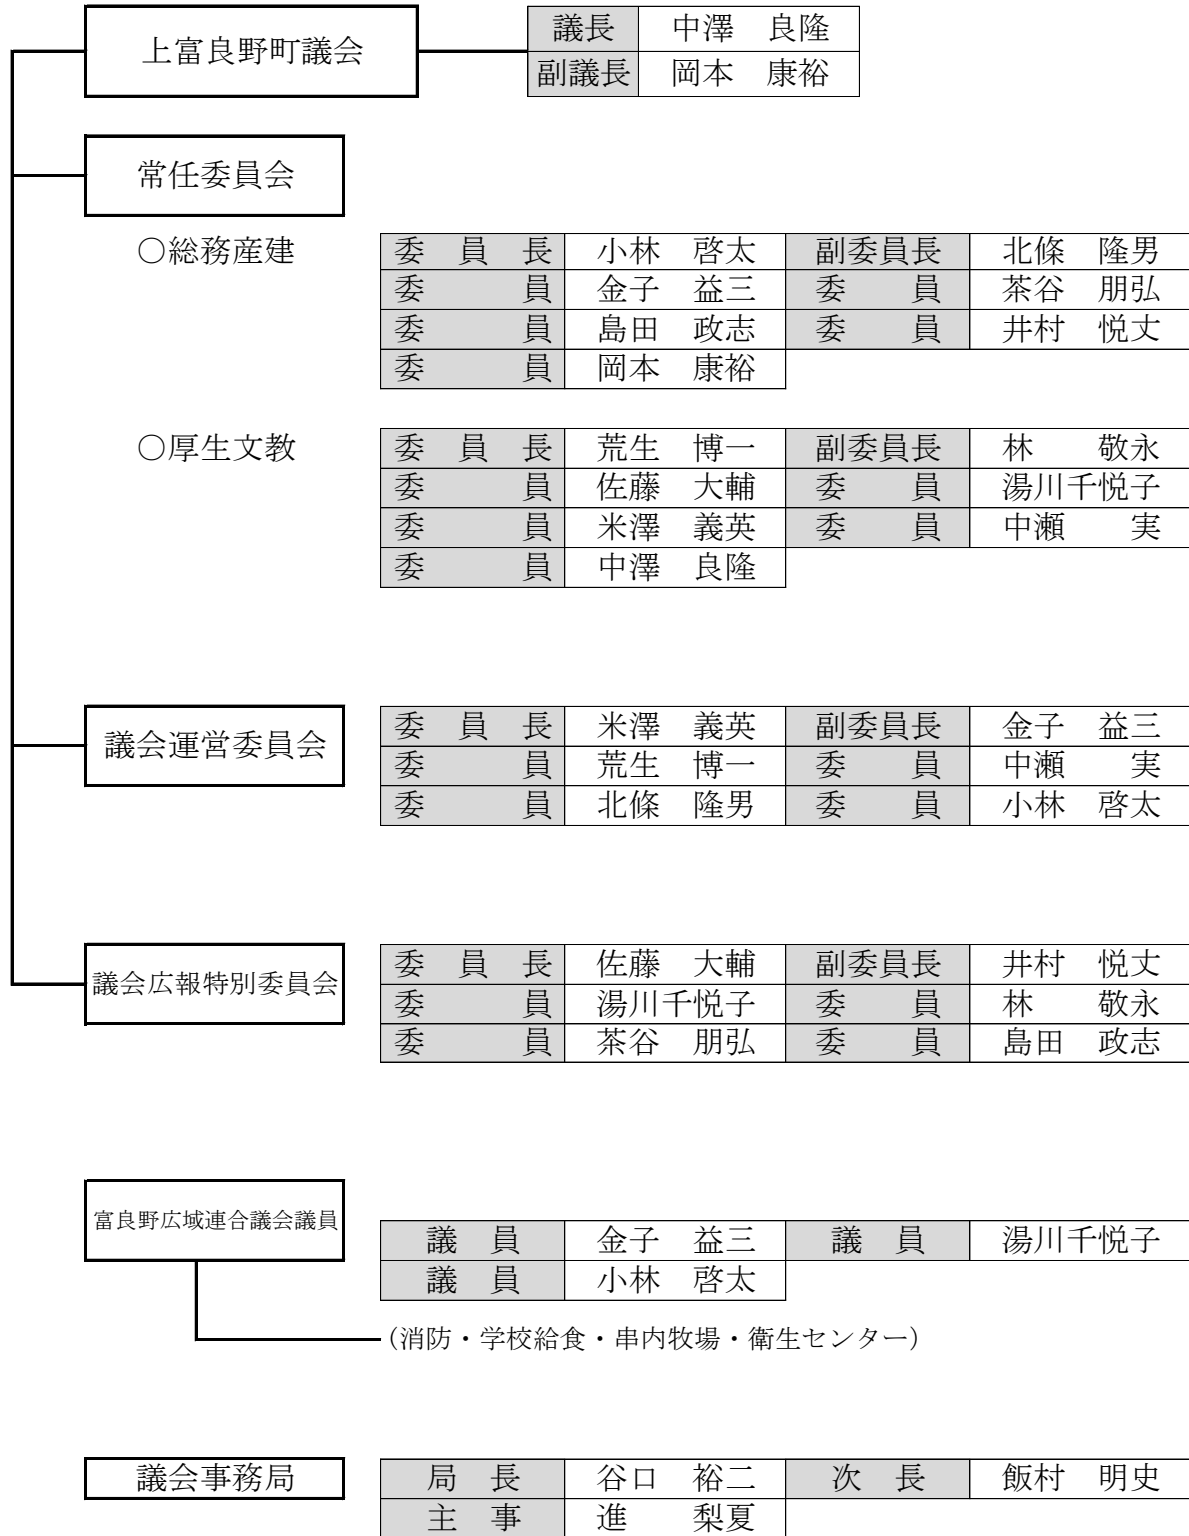 上富良野町議会 議長 中澤 良隆
副議長 岡本 康裕
常任委員会
○総務産建 委員長 小林 啓太 副委員長 北條 隆男
委員 金子 益三 委員 茶谷 朋弘
委員 島田 政志 委員 井村 悦丈
委員 岡本 康裕
○厚生文教 委員長 荒生 博一 副委員長 林 敬永
委員 佐藤 大輔 委員 湯川千悦子
委員 米澤 義英 委員 中瀬 実
委員 中澤 良隆
議会運営委員会 委員長 米澤 義英 副委員長 金子 益三
委員 荒生 博一 委員 中瀬 実
委員 北條 隆男 委員 小林 啓太
議会広報特別委員会 委員長 佐藤 大輔 副委員長 井村 悦丈
委員 湯川千悦子 委員 林 敬永
委員 茶谷 朋弘 委員 島田 政志
富良野広域連合議会議員
議員 金子 益三 議員 湯川千悦子
議員 小林 啓太
(消防・学校給食・串内牧場・衛生センター)
議会事務局 局長 谷口 裕二 次長 飯村 明史
主事 進 梨夏